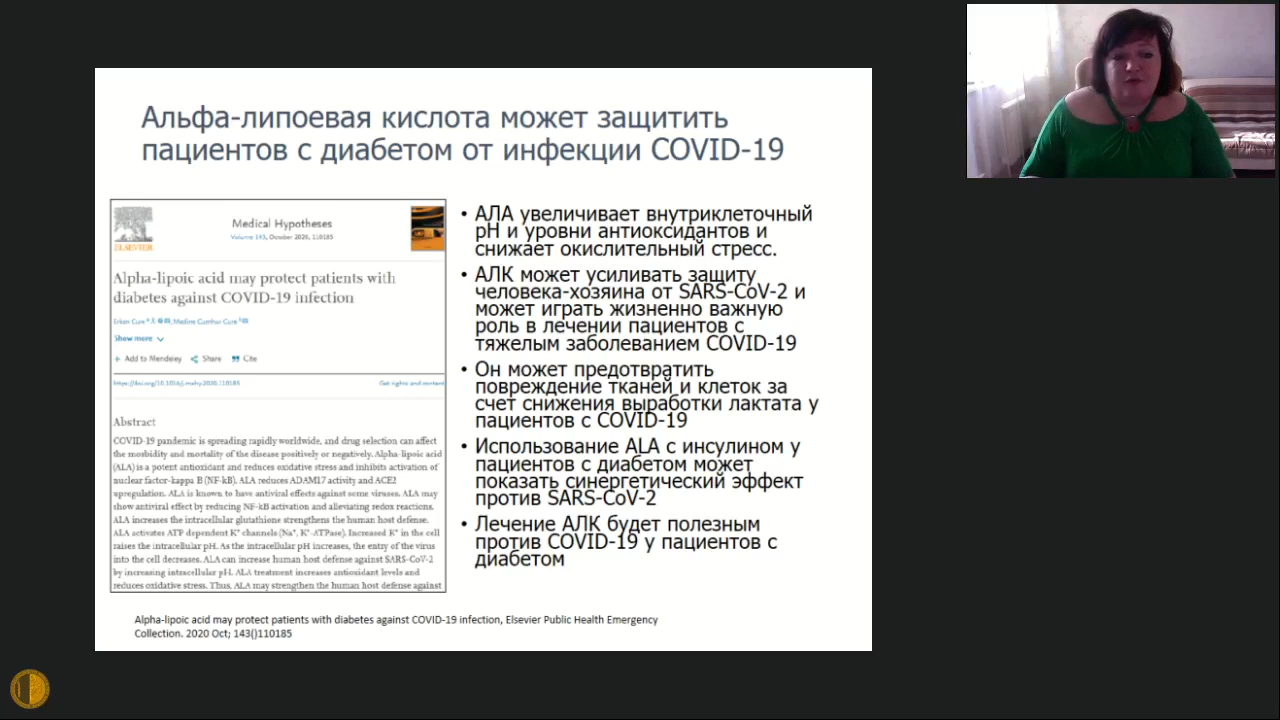 Альфа-липоевая кислота может защитить
пациентов с диабетом от инфекции COVID-19
ELSEVIER
Medical Hypotheses
Volume 143, October 2020, 110185
Alpha-lipoic acid may protect patients with
diabetes against COVID-19 infection
Erkan Cure, Medine Cumhur Cure
Show more
Add to Mendeley Share Cite
https://doi.org/10.1016/j.mehy.2020.110185 Get rights and content
Abstract
COVID-19 pandemic is spreading rapidly worldwide, and drug selection can affect
the morbidity and mortality of the disease positively or negatively. Alpha-lipoic acid
(ALA) is a potent antioxidant and reduces oxidative stress and inhibits activation of
nuclear factor-kappa B (NF-kB). ALA reduces ADAM17 activity and ACE2
upregulation. ALA is known to have antiviral effects against some viruses. ALA may
show antiviral effect by reducing NF-kB activation and alleviating redox reactions.
ALA increases the intracellular glutathione strengthens the human host defense.
ALA activates ATP dependent K⁺ channels (Na⁺, K⁺-ATPase). Increased K⁺ in the cell
raises the intracellular pH. As the intracellular pH increases, the entry of the virus
into the cell decreases. ALA can increase human host defense against SARS-CoV-2
by increasing intracellular pH. ALA treatment increases antioxidant levels and
reduces oxidative stress. Thus, ALA may strengthen the human host defense against
• АЛА увеличивает внутриклеточный
pH и уровни антиоксидантов и
снижает окислительный стресс.
• АЛК может усиливать защиту
человека-хозяина от SARS-CoV-2 и
может играть жизненно важную
роль в лечении пациентов с
тяжелым заболеванием COVID-19
• Он может предотвратить
повреждение тканей и клеток за
счет снижения выработки лактата у
пациентов с COVID-19
• Использование ALA с инсулином у
пациентов с диабетом может
показать синергетический эффект
против SARS-CoV-2
• Лечение АЛК будет полезным
против COVID-19 у пациентов с
диабетом
Alpha-lipoic acid may protect patients with diabetes against COVID-19 infection, Elsevier Public Health Emergency
Collection. 2020 Oct; 143()110185